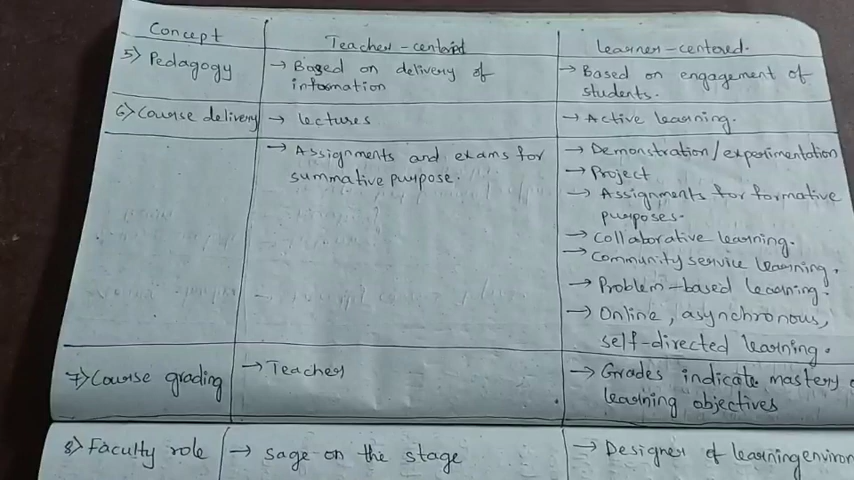 Concept Teacher-centered Learner-centered.
5) Pedagogy → Based on delivery of → Based on engagement of
information students.
6) Course delivery → lectures → Active learning.
→ Assignments and exams for → Demonstration/experimentation
summative purpose. → Project
→ Assignments for formative
purposes.
→ Collaborative learning.
→ Community service learning.
→ Problem-based learning.
→ Online, asynchronous,
self-directed learning.
7) Course grading → Teacher → Grades indicate mastery
learning objectives
8) Faculty role → sage on the stage → Designer of learning